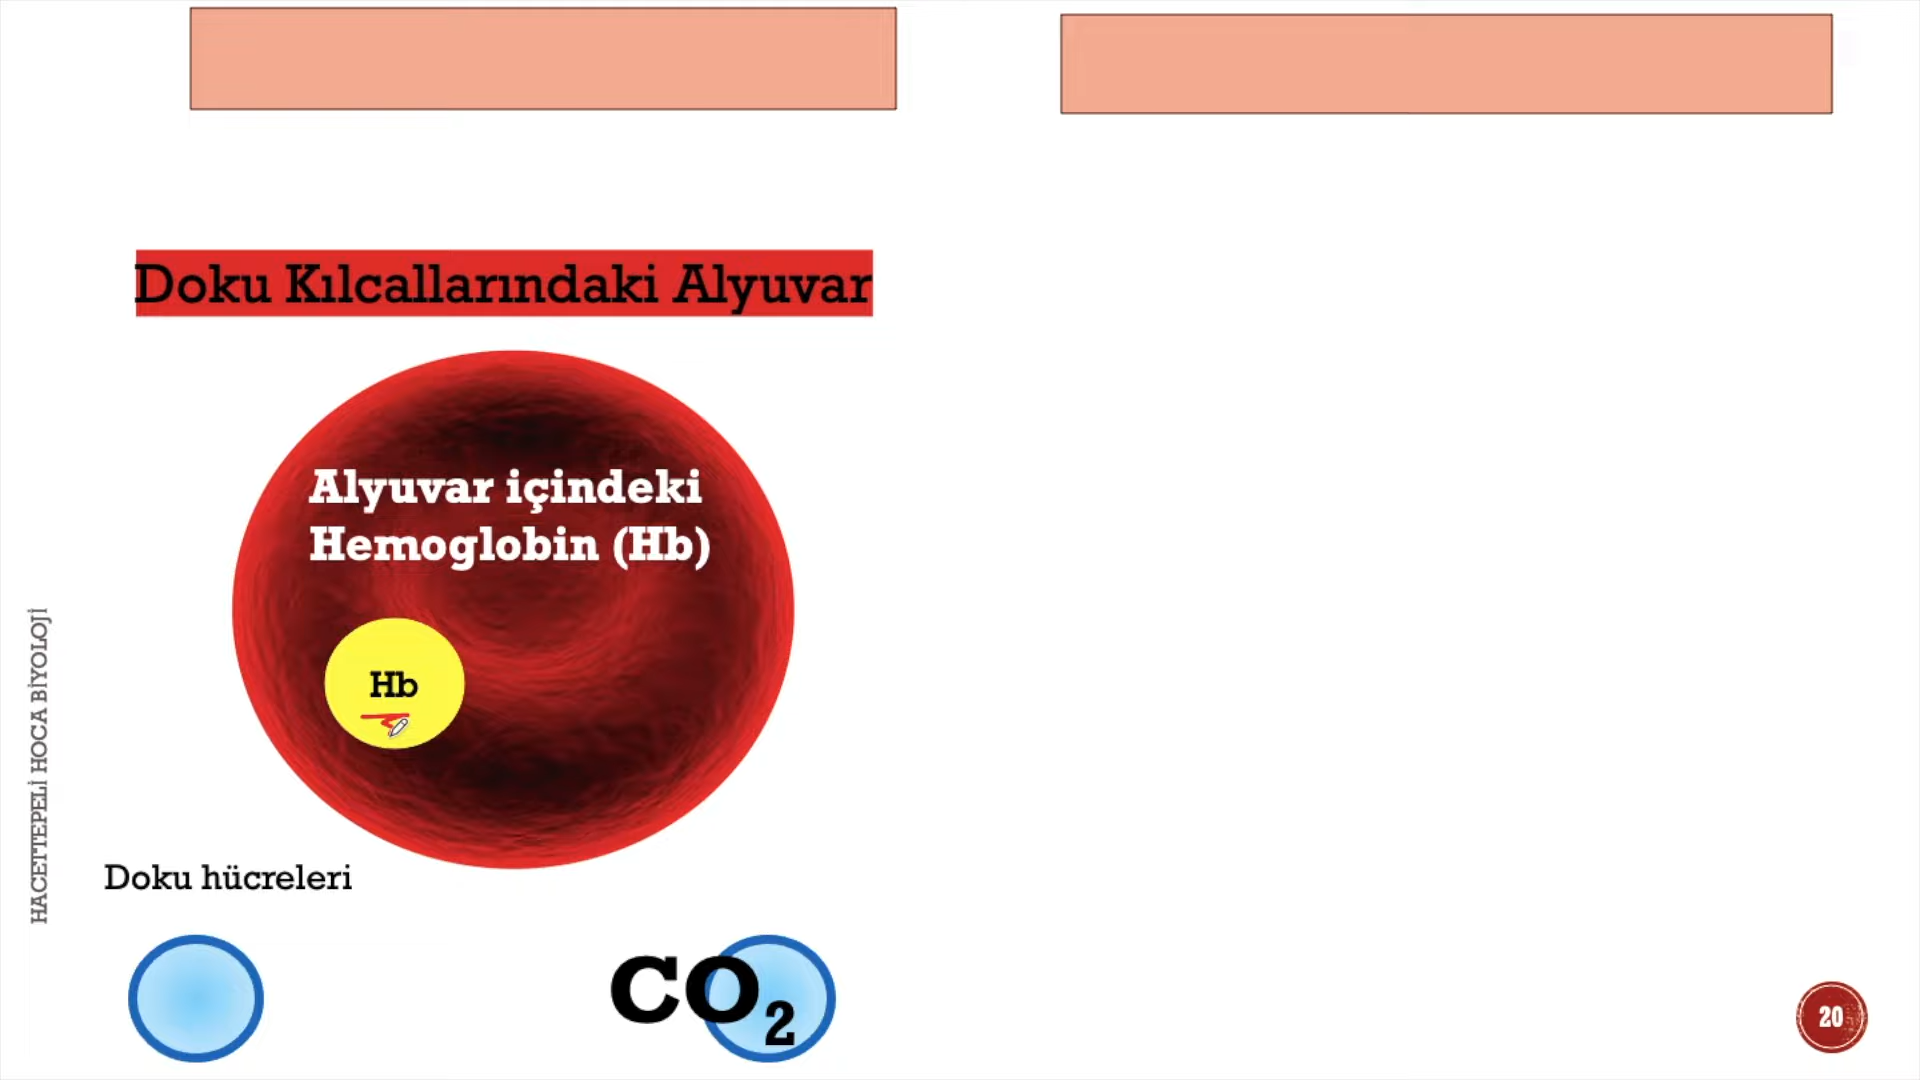 Doku Kılcallarındaki Alyuvar
Alyuvar içindeki
Hemoglobin (Hb)
Hb
Doku hücreleri
CO₂
HACETTEPELİ HOCA BİYOLOJİ
20